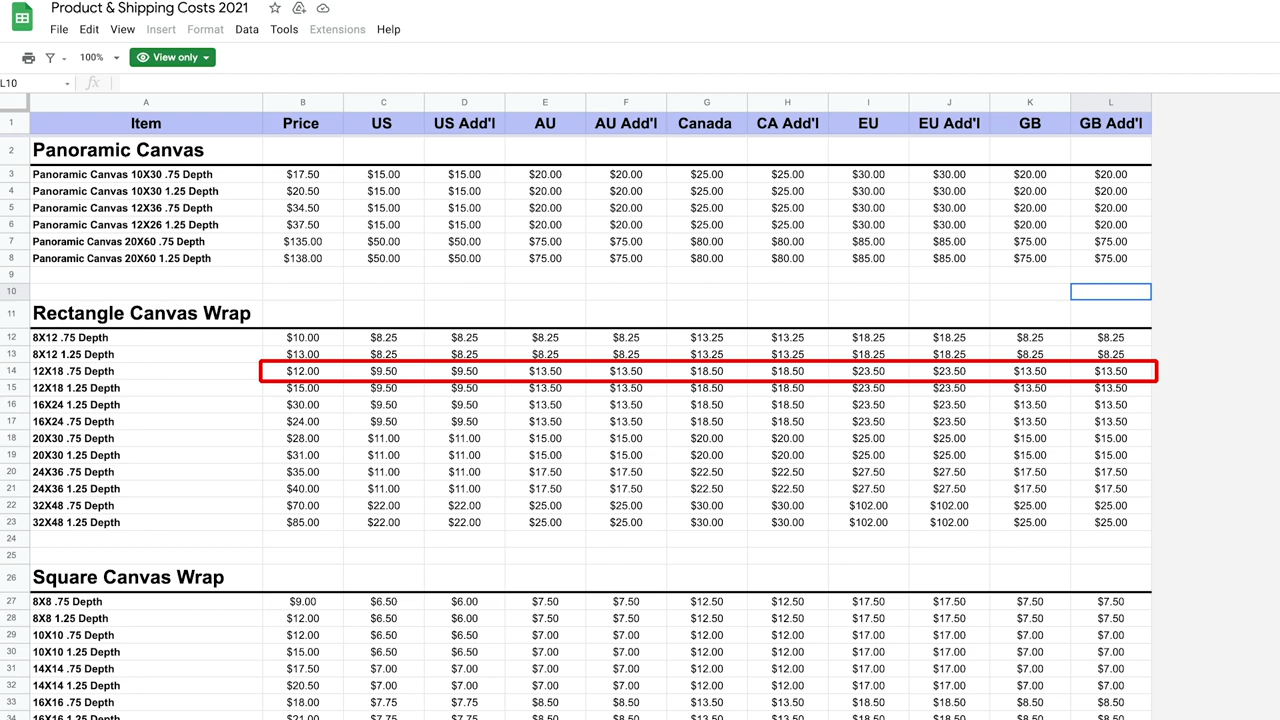 Product & Shipping Costs 2021
File Edit View Insert Format Data Tools Extensions Help
100% View only
L10 fx
A B C D E F G H I J K L
1 Item Price US US Add'l AU AU Add'l Canada CA Add'l EU EU Add'l GB GB Add'l
2 Panoramic Canvas
3 Panoramic Canvas 10X30 .75 Depth $17.50 $15.00 $15.00 $20.00 $20.00 $25.00 $25.00 $30.00 $30.00 $20.00 $20.00
4 Panoramic Canvas 10X30 1.25 Depth $20.50 $15.00 $15.00 $20.00 $20.00 $25.00 $25.00 $30.00 $30.00 $20.00 $20.00
5 Panoramic Canvas 12X36 .75 Depth $34.50 $15.00 $15.00 $20.00 $20.00 $25.00 $25.00 $30.00 $30.00 $20.00 $20.00
6 Panoramic Canvas 12X26 1.25 Depth $37.50 $15.00 $15.00 $20.00 $20.00 $25.00 $25.00 $30.00 $30.00 $20.00 $20.00
7 Panoramic Canvas 20X60 .75 Depth $135.00 $50.00 $50.00 $75.00 $75.00 $80.00 $80.00 $85.00 $85.00 $75.00 $75.00
8 Panoramic Canvas 20X60 1.25 Depth $138.00 $50.00 $50.00 $75.00 $75.00 $80.00 $80.00 $85.00 $85.00 $75.00 $75.00
9
10
11 Rectangle Canvas Wrap
12 8X12 .75 Depth $10.00 $8.25 $8.25 $8.25 $8.25 $13.25 $13.25 $18.25 $18.25 $8.25 $8.25
13 8X12 1.25 Depth $13.00 $8.25 $8.25 $8.25 $8.25 $13.25 $13.25 $18.25 $18.25 $8.25 $8.25
14 12X18 .75 Depth $12.00 $9.50 $9.50 $13.50 $13.50 $18.50 $18.50 $23.50 $23.50 $13.50 $13.50
15 12X18 1.25 Depth $15.00 $9.50 $9.50 $13.50 $13.50 $18.50 $18.50 $23.50 $23.50 $13.50 $13.50
16 16X24 1.25 Depth $30.00 $9.50 $9.50 $13.50 $13.50 $18.50 $18.50 $23.50 $23.50 $13.50 $13.50
17 16X24 .75 Depth $24.00 $9.50 $9.50 $13.50 $13.50 $18.50 $18.50 $23.50 $23.50 $13.50 $13.50
18 20X30 .75 Depth $28.00 $11.00 $11.00 $15.00 $15.00 $20.00 $20.00 $25.00 $25.00 $15.00 $15.00
19 20X30 1.25 Depth $31.00 $11.00 $11.00 $15.00 $15.00 $20.00 $20.00 $25.00 $25.00 $15.00 $15.00
20 24X36 .75 Depth $35.00 $11.00 $11.00 $17.50 $17.50 $22.50 $22.50 $27.50 $27.50 $17.50 $17.50
21 24X36 1.25 Depth $40.00 $11.00 $11.00 $17.50 $17.50 $22.50 $22.50 $27.50 $27.50 $17.50 $17.50
22 32X48 .75 Depth $70.00 $22.00 $22.00 $25.00 $25.00 $30.00 $30.00 $102.00 $102.00 $25.00 $25.00
23 32X48 1.25 Depth $85.00 $22.00 $22.00 $25.00 $25.00 $30.00 $30.00 $102.00 $102.00 $25.00 $25.00
24
25
26 Square Canvas Wrap
27 8X8 .75 Depth $9.00 $6.50 $6.00 $7.50 $7.50 $12.50 $12.50 $17.50 $17.50 $7.50 $7.50
28 8X8 1.25 Depth $12.00 $6.50 $6.50 $7.50 $7.50 $12.50 $12.50 $17.50 $17.50 $7.50 $7.50
29 10X10 .75 Depth $12.00 $6.50 $6.50 $7.00 $7.00 $12.00 $12.00 $17.00 $17.00 $7.00 $7.00
30 10X10 1.25 Depth $15.00 $6.50 $6.50 $7.00 $7.00 $12.00 $12.00 $17.00 $17.00 $7.00 $7.00
31 14X14 .75 Depth $17.50 $7.00 $7.00 $7.00 $7.00 $12.00 $12.00 $17.00 $17.00 $7.00 $7.00
32 14X14 1.25 Depth $20.50 $7.00 $7.00 $7.00 $7.00 $12.00 $12.00 $17.00 $17.00 $7.00 $7.00
33 16X16 .75 Depth $18.00 $7.75 $7.75 $8.50 $8.50 $13.50 $13.50 $18.50 $18.50 $8.50 $8.50
34 16X16 1.25 Depth $21.00 $7.75 $7.75 $8.50 $8.50 $13.50 $13.50 $18.50 $18.50 $8.50 $8.50